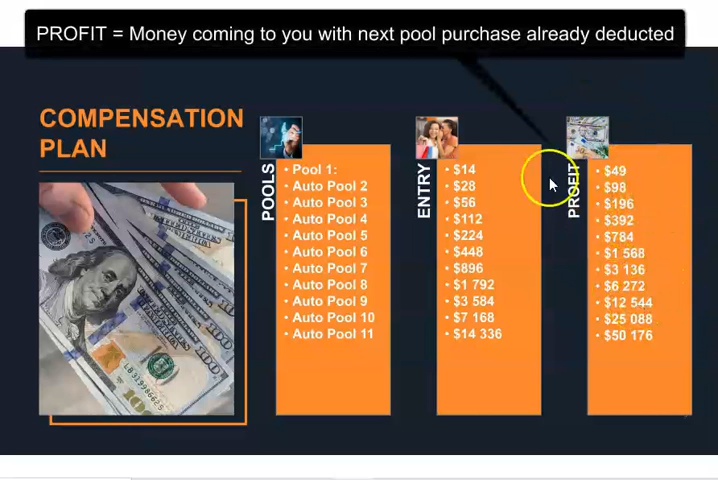 PROFIT = Money coming to you with next pool purchase already deducted
COMPENSATION
PLAN
POOLS
• Pool 1:
• Auto Pool 2
• Auto Pool 3
• Auto Pool 4
• Auto Pool 5
• Auto Pool 6
• Auto Pool 7
• Auto Pool 8
• Auto Pool 9
• Auto Pool 10
• Auto Pool 11
ENTRY
• $14
• $28
• $56
• $112
• $224
• $448
• $896
• $1 792
• $3 584
• $7 168
• $14 336
PROFIT
• $49
• $98
• $196
• $392
• $784
• $1 568
• $3 136
• $6 272
• $12 544
• $25 088
• $50 176
100
100
LB31998662S